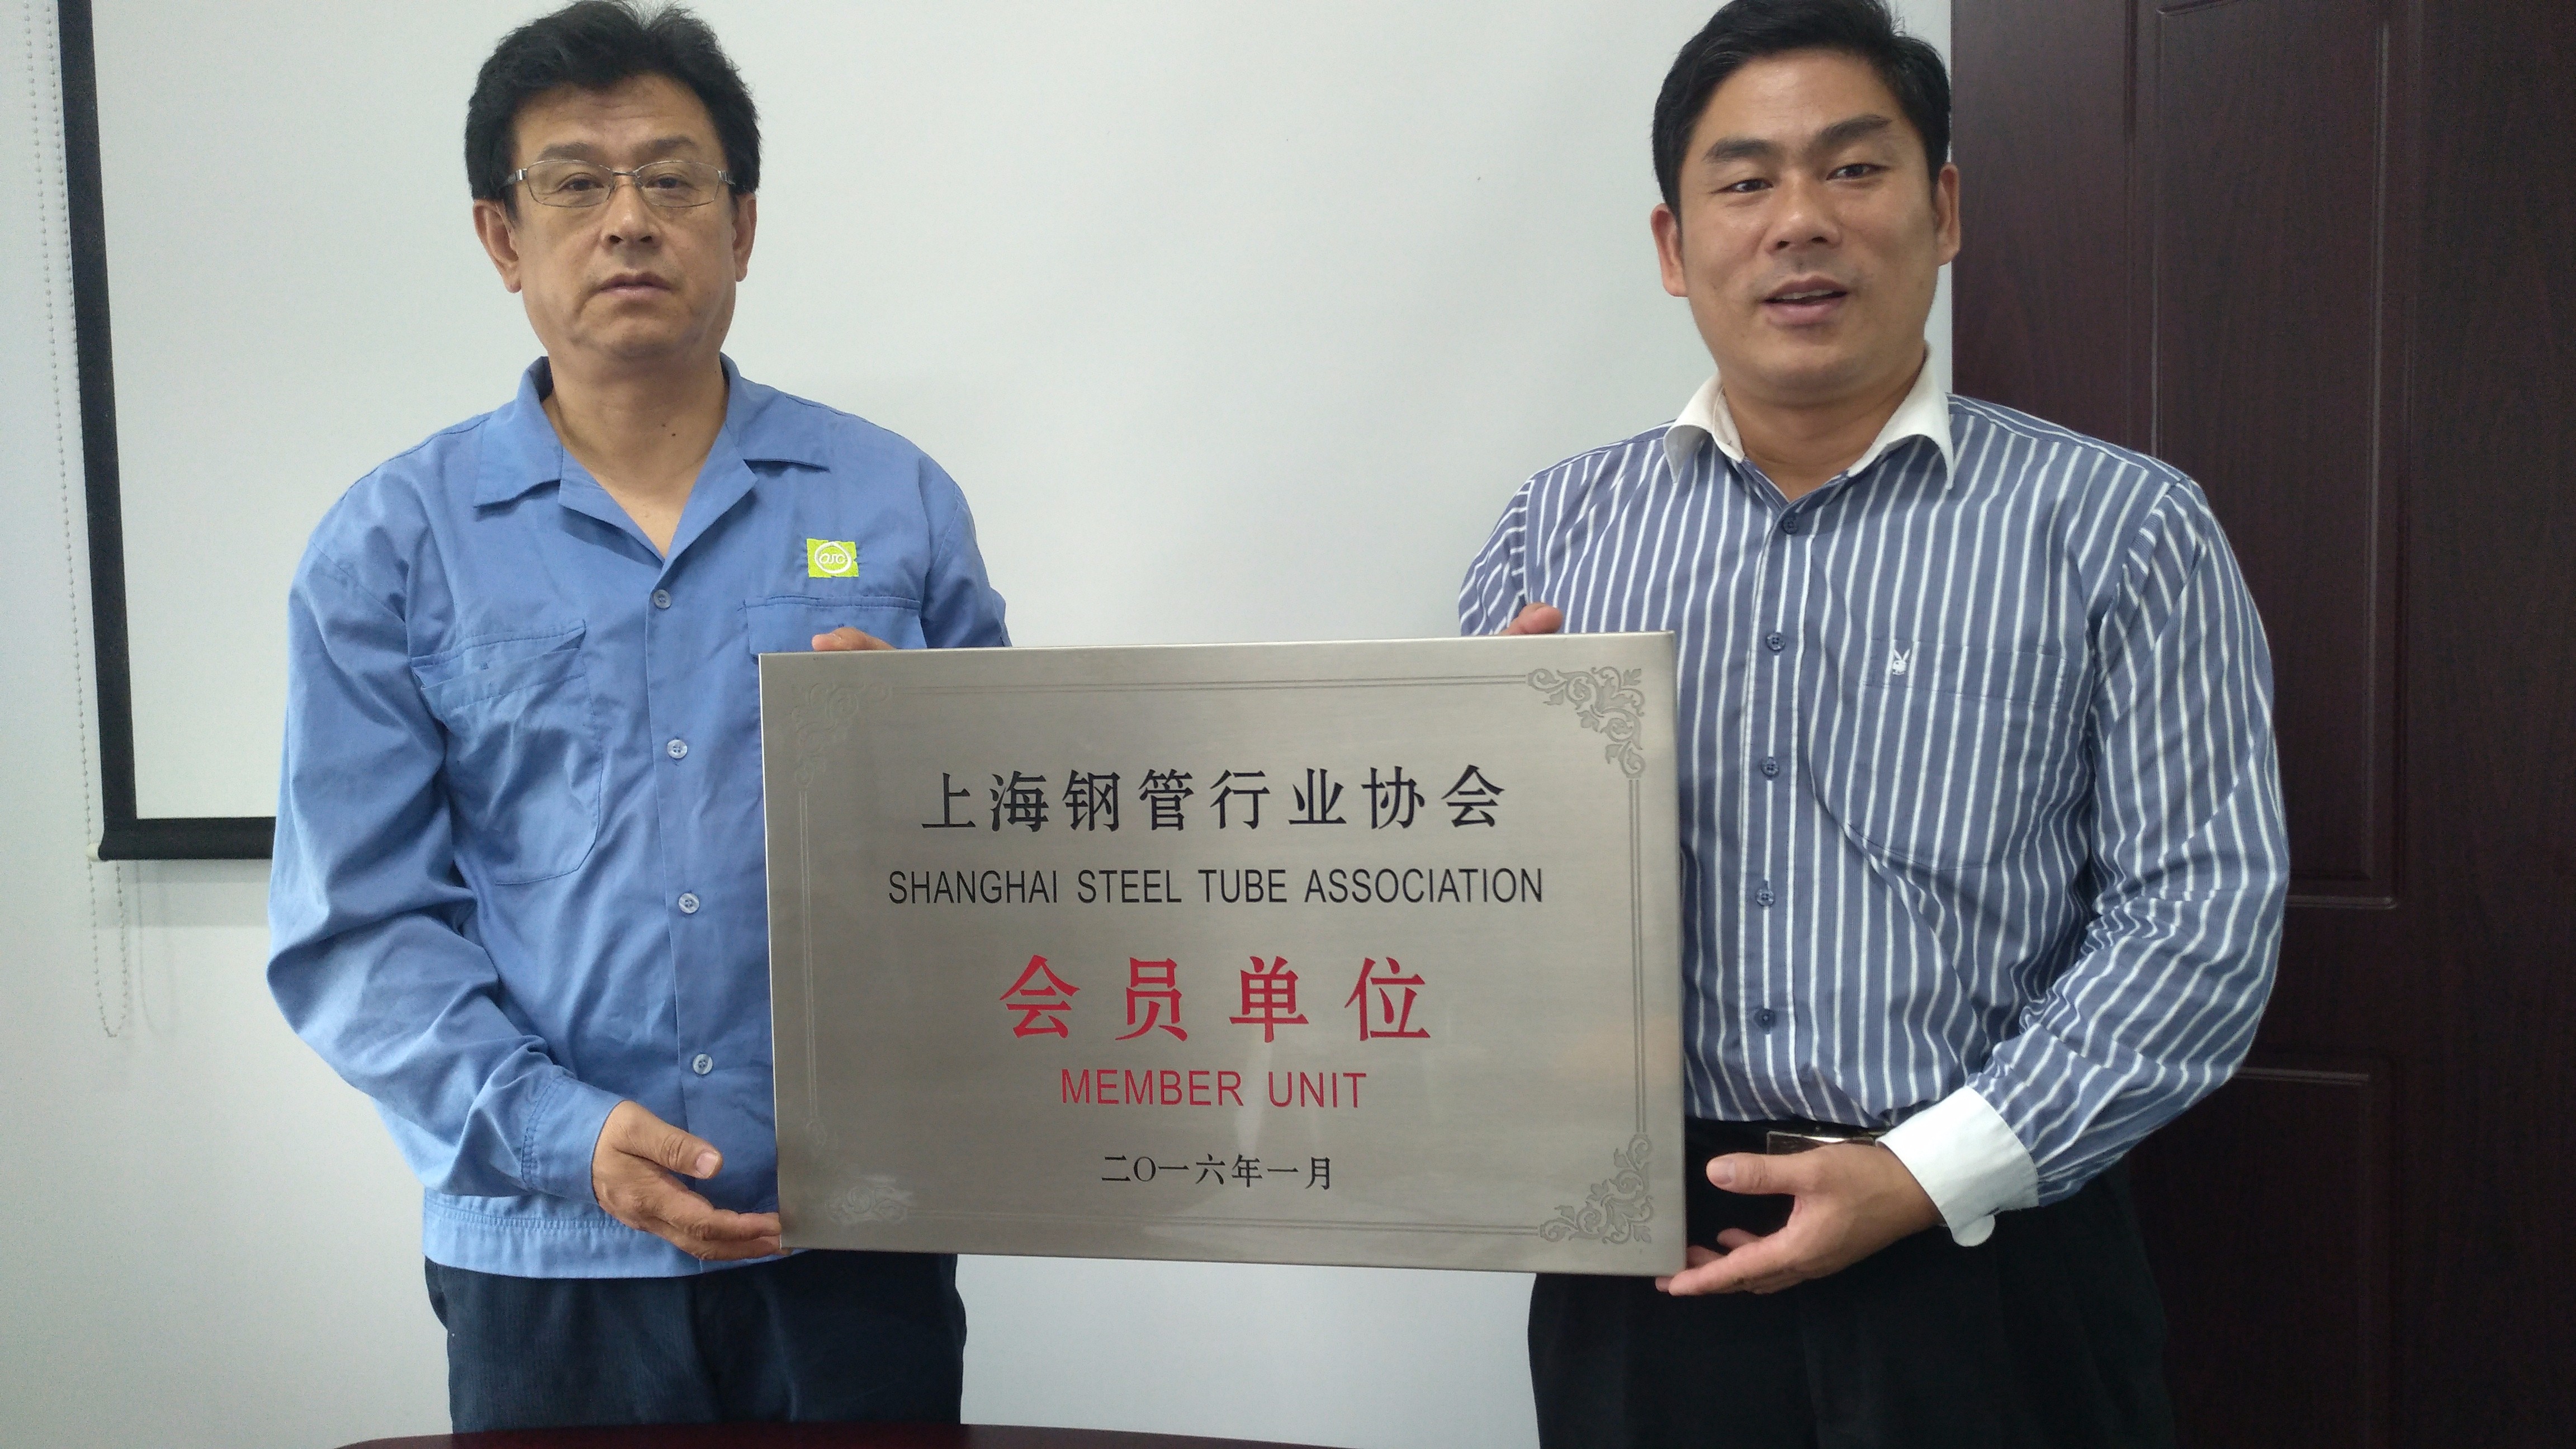 上海钢管行业协会
SHANGHAI STEEL TUBE ASSOCIATION
会员单位
MEMBER UNIT
二〇一六年一月